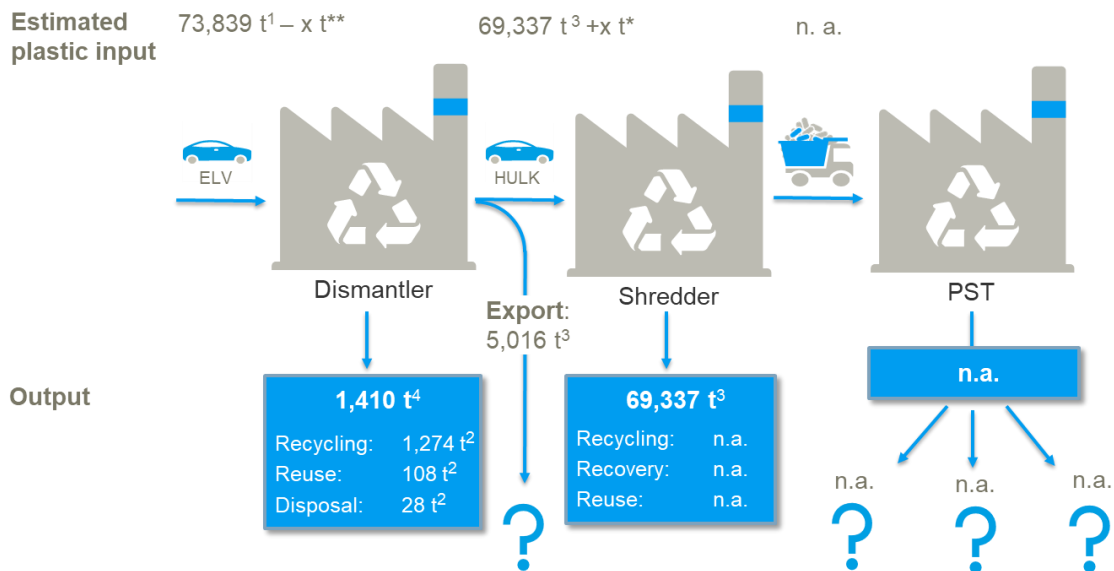 Estimated plastic input
73,839 t¹ – x t**
69,337 t³ +x t*
n. a.
ELV
HULK
Dismantler
Shredder
PST
Export:
5,016 t³
Output
1,410 t⁴
Recycling: 1,274 t²
Reuse: 108 t²
Disposal: 28 t²
69,337 t³
Recycling: n.a.
Recovery: n.a.
Reuse: n.a.
n.a.
n.a.
n.a.
n.a.
?
?
?
?